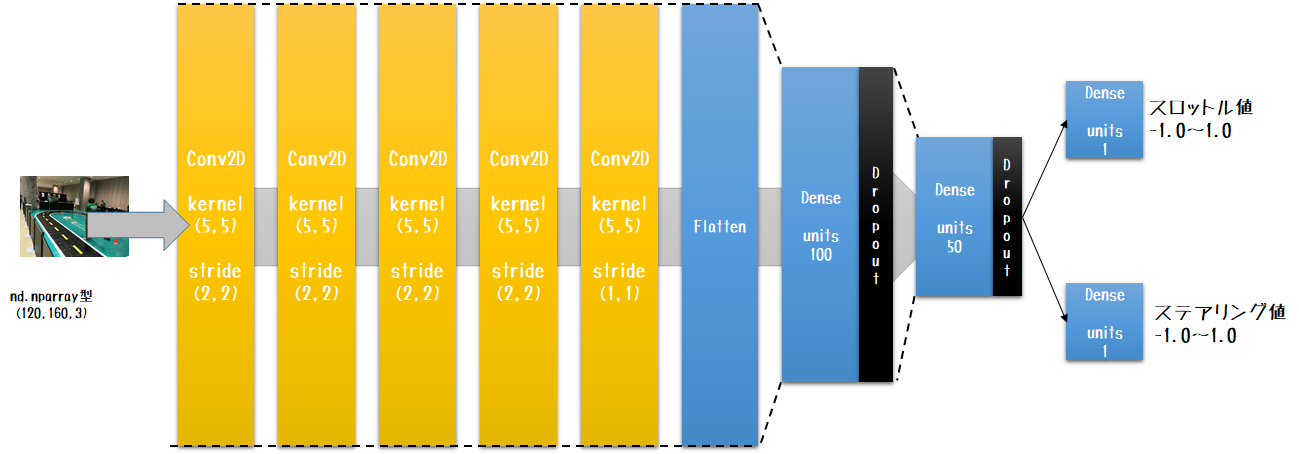 nd.nparray型
(120,160,3)
Conv2D
kernel
(5,5)
stride
(2,2)
Conv2D
kernel
(5,5)
stride
(2,2)
Conv2D
kernel
(5,5)
stride
(2,2)
Conv2D
kernel
(5,5)
stride
(2,2)
Conv2D
kernel
(5,5)
stride
(1,1)
Flatten
Dense
units
100
Dropout
Dense
units
50
Dropout
Dense
units
1
スロットル値
-1.0～1.0
Dense
units
1
ステアリング値
-1.0～1.0